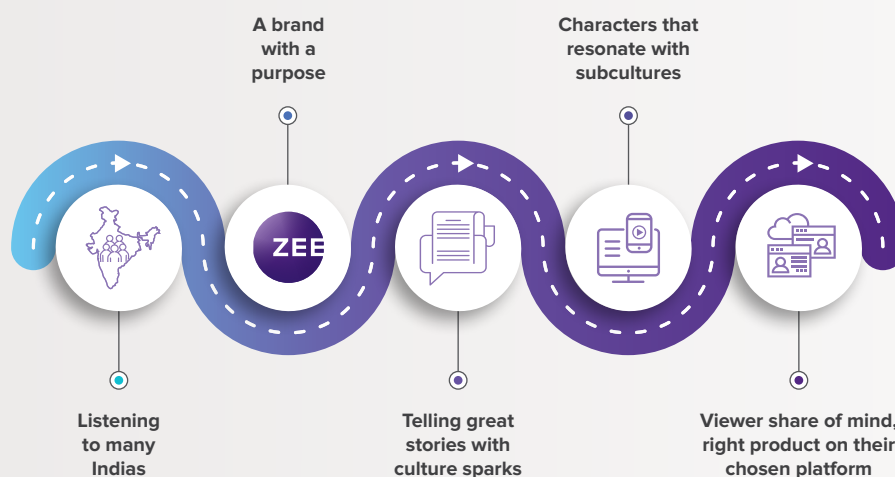 A brand
with a
purpose
Characters that
resonate with
subcultures
ZEE
Listening
to many
Indias
Telling great
stories with
culture sparks
Viewer share of mind,
right product on their
chosen platform